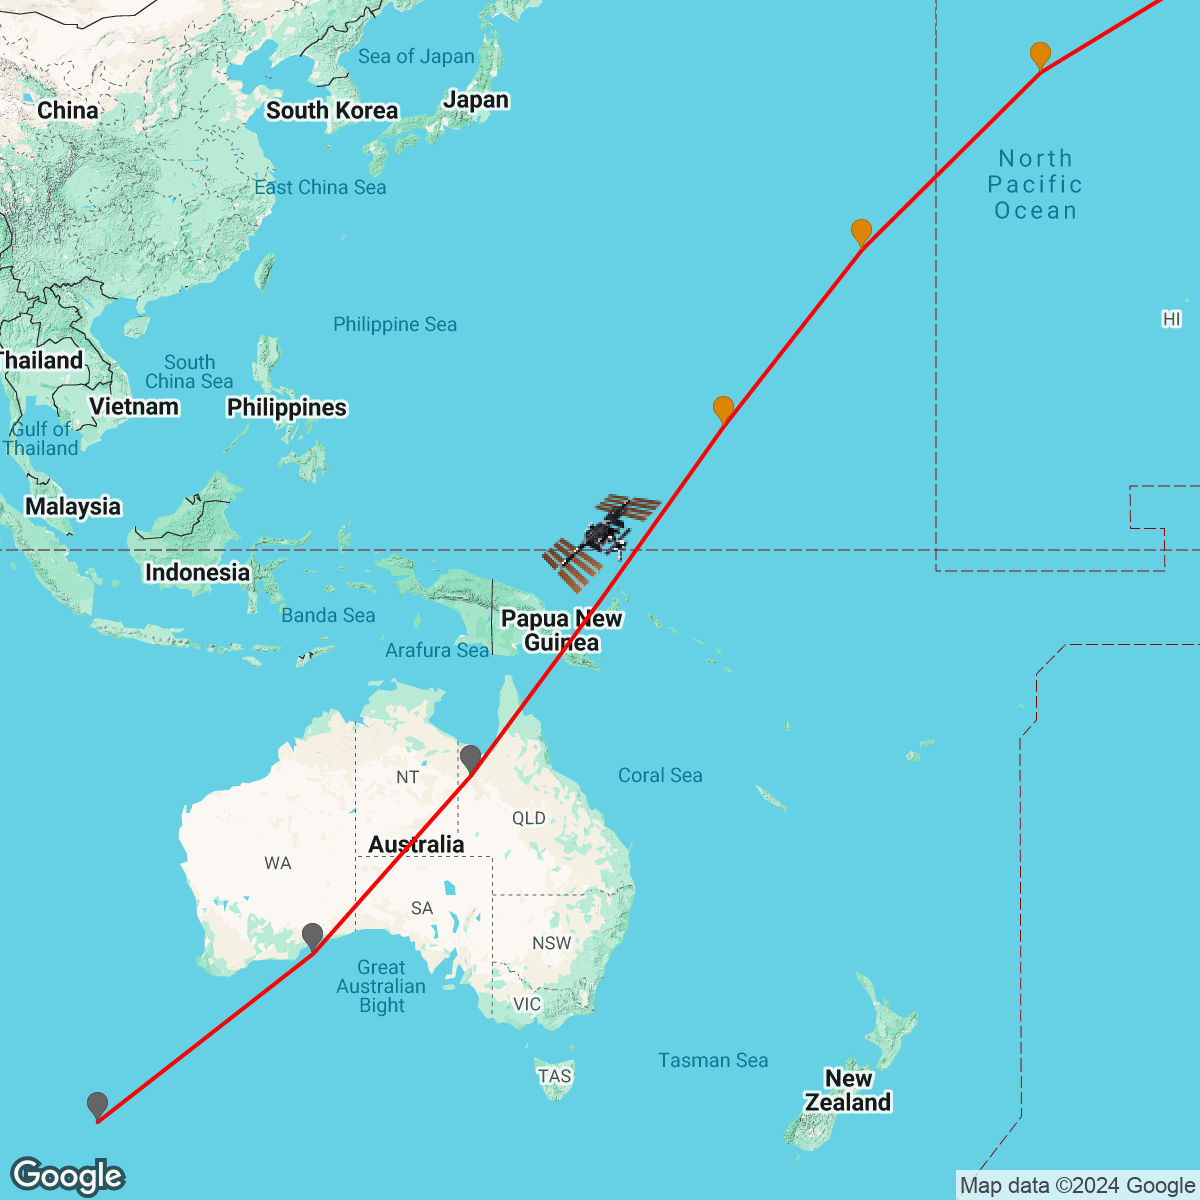 Sea of Japan
China
South Korea
Japan
North
Pacific
Ocean
East China Sea
HI
Philippine Sea
Thailand
South
China Sea
Vietnam
Philippines
Gulf of
Thailand
Malaysia
Indonesia
Banda Sea
Papua New
Guinea
Arafura Sea
NT
Coral Sea
QLD
Australia
WA
SA
NSW
Great
Australian
Bight
VIC
Tasman Sea
TAS
New
Zealand
Google
Map data ©2024 Google